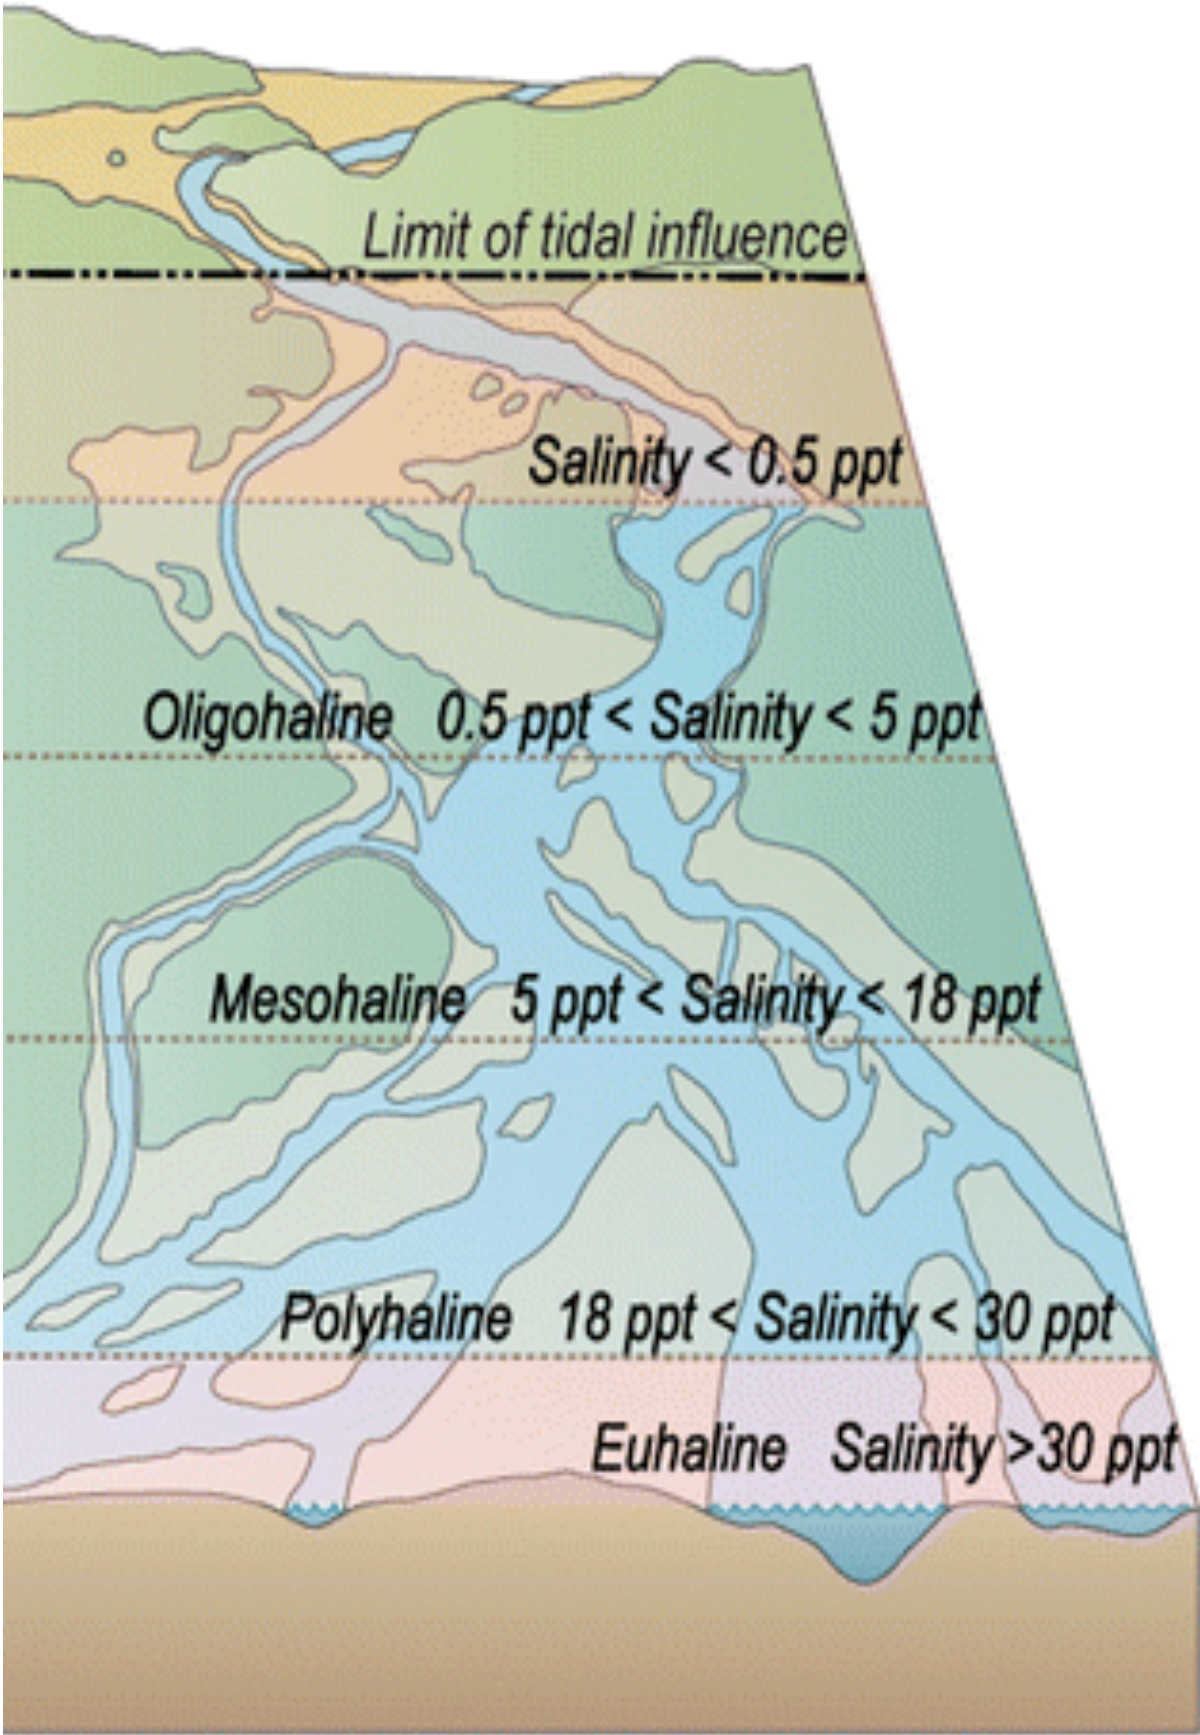 Limit of tidal influence
Salinity < 0.5 ppt
Oligohaline 0.5 ppt < Salinity < 5 ppt
Mesohaline 5 ppt < Salinity < 18 ppt
Polyhaline 18 ppt < Salinity < 30 ppt
Euhaline Salinity >30 ppt